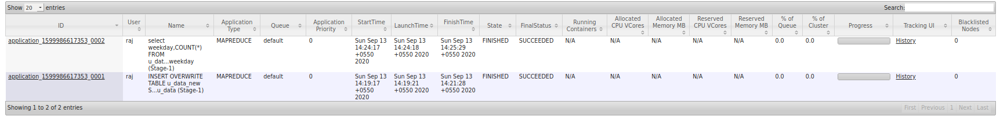 Show 20 entries Search:
ID User Name Application Type Queue Application Priority StartTime LaunchTime FinishTime State FinalStatus Running Containers Allocated CPU VCores Allocated Memory MB Reserved CPU VCores Reserved Memory MB % of Queue % of Cluster Progress Tracking UI Blacklisted Nodes
application_1599986617353_0002 raj select MAPREDUCE default 0 Sun Sep 13 Sun Sep 13 Sun Sep 13 FINISHED SUCCEEDED N/A N/A N/A N/A N/A 0.0 0.0 History 0
weekday,COUNT(*) 14:24:17 14:24:18 14:25:29
FROM +0550 +0550 2020 +0550 2020
u_dat...weekday 2020
(Stage-1)
application_1599986617353_0001 raj INSERT OVERWRITE MAPREDUCE default 0 Sun Sep 13 Sun Sep 13 Sun Sep 13 FINISHED SUCCEEDED N/A N/A N/A N/A N/A 0.0 0.0 History 0
TABLE u_data_new 14:19:17 14:19:21 14:21:28
S...u_data (Stage-1) +0550 +0550 2020 +0550 2020
2020
Showing 1 to 2 of 2 entries First Previous 1 Next Last